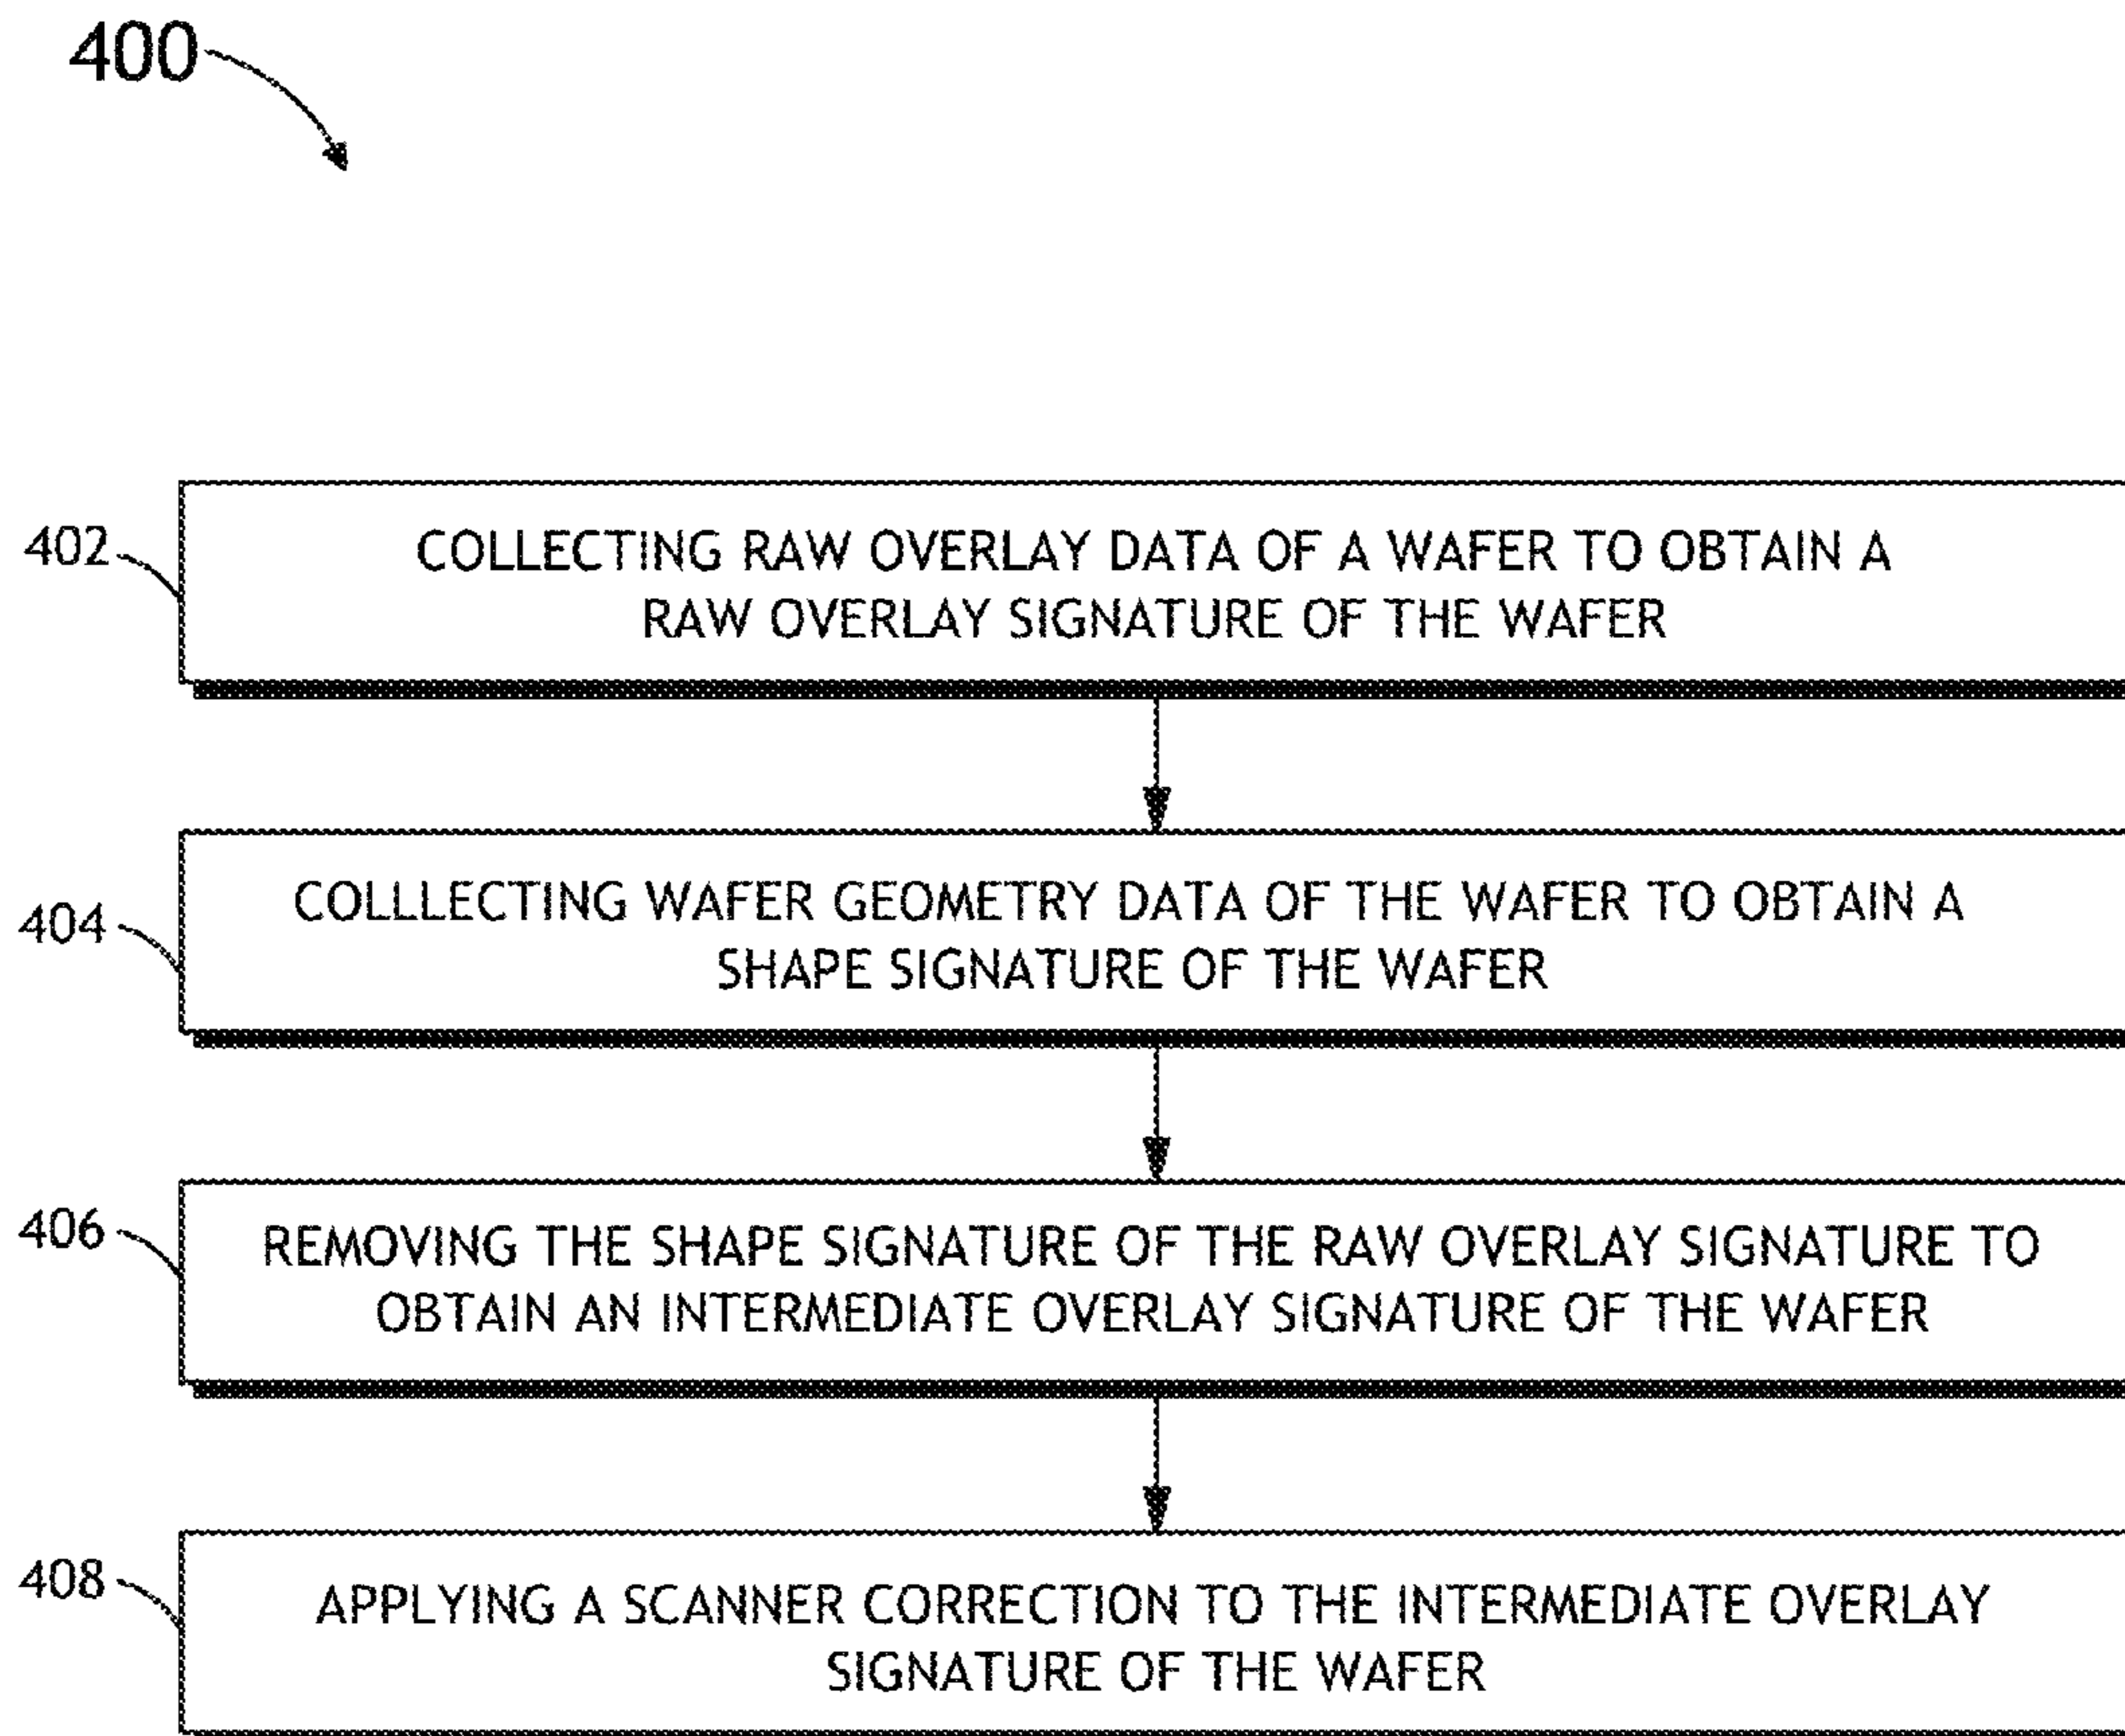 400
402
COLLECTING RAW OVERLAY DATA OF A WAFER TO OBTAIN A
RAW OVERLAY SIGNATURE OF THE WAFER
404
COLLLECTING WAFER GEOMETRY DATA OF THE WAFER TO OBTAIN A
SHAPE SIGNATURE OF THE WAFER
406
REMOVING THE SHAPE SIGNATURE OF THE RAW OVERLAY SIGNATURE TO
OBTAIN AN INTERMEDIATE OVERLAY SIGNATURE OF THE WAFER
408
APPLYING A SCANNER CORRECTION TO THE INTERMEDIATE OVERLAY
SIGNATURE OF THE WAFER